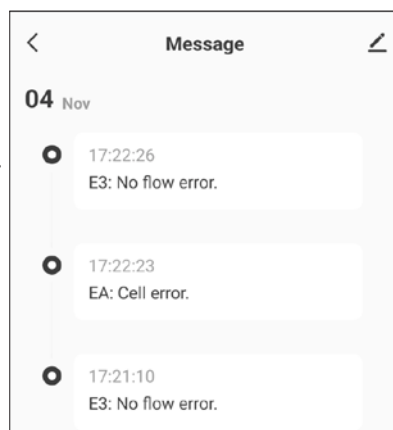 Message
04 Nov
17:22:26
E3: No flow error.
17:22:23
EA: Cell error.
17:21:10
E3: No flow error.